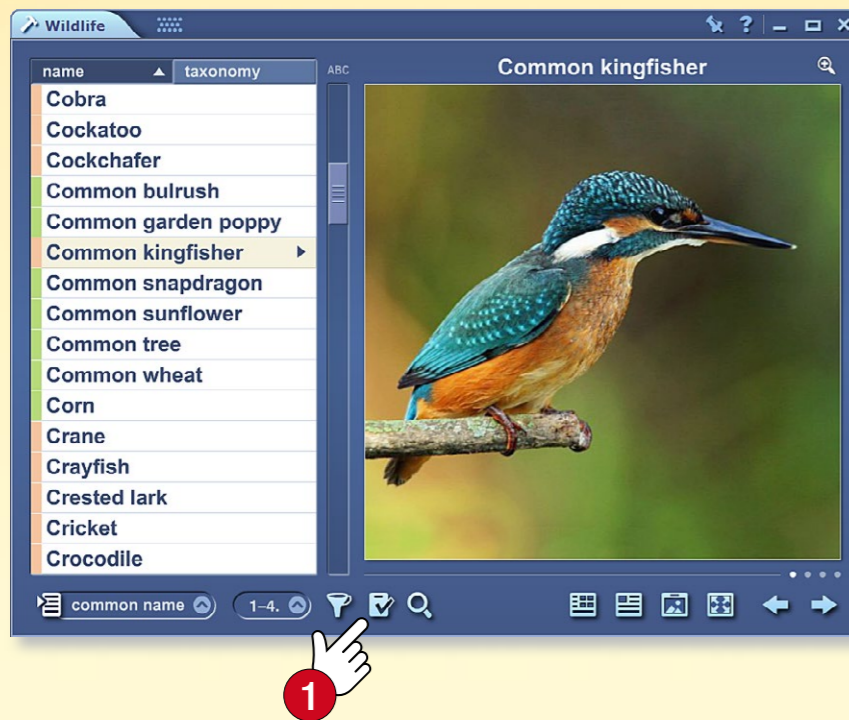 Wildlife
name taxonomy ABC
Common kingfisher
Cobra
Cockatoo
Cockchafer
Common bulrush
Common garden poppy
Common kingfisher
Common snapdragon
Common sunflower
Common tree
Common wheat
Corn
Crane
Crayfish
Crested lark
Cricket
Crocodile
common name 1–4.
1